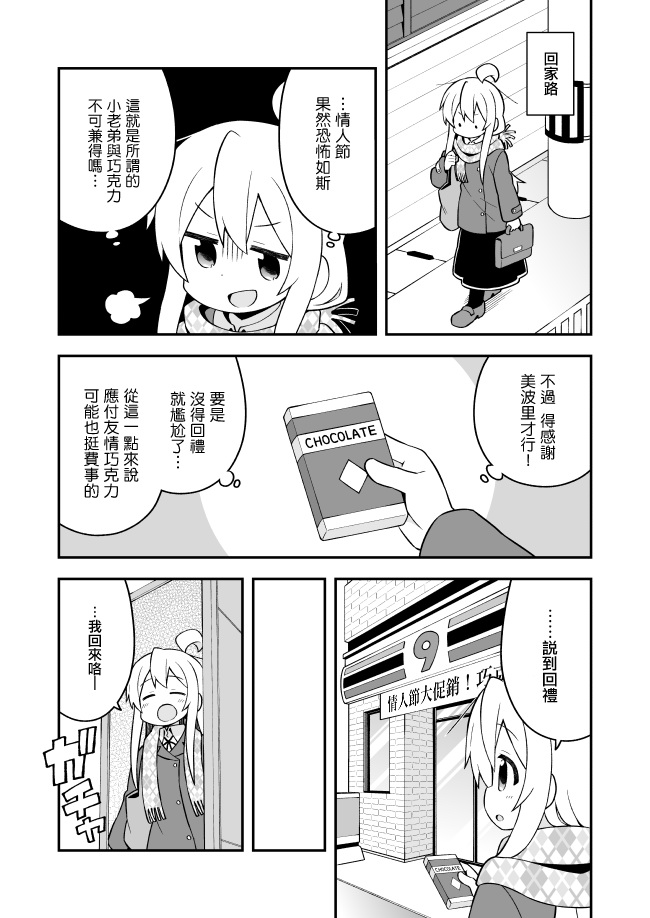 回家路
…情人節
果然恐怖如斯
這就是所謂的
小老弟與巧克力
不可兼得嗎…
不過 得感謝
美波里才行！
CHOCOLATE
要是
沒得回禮
就尷尬了…
從這一點來說
應付友情巧克力
可能也挺費事的
……説到回禮
9
情人節大促銷！巧
CHOCOLATE
…我回來咯—
ガチャ